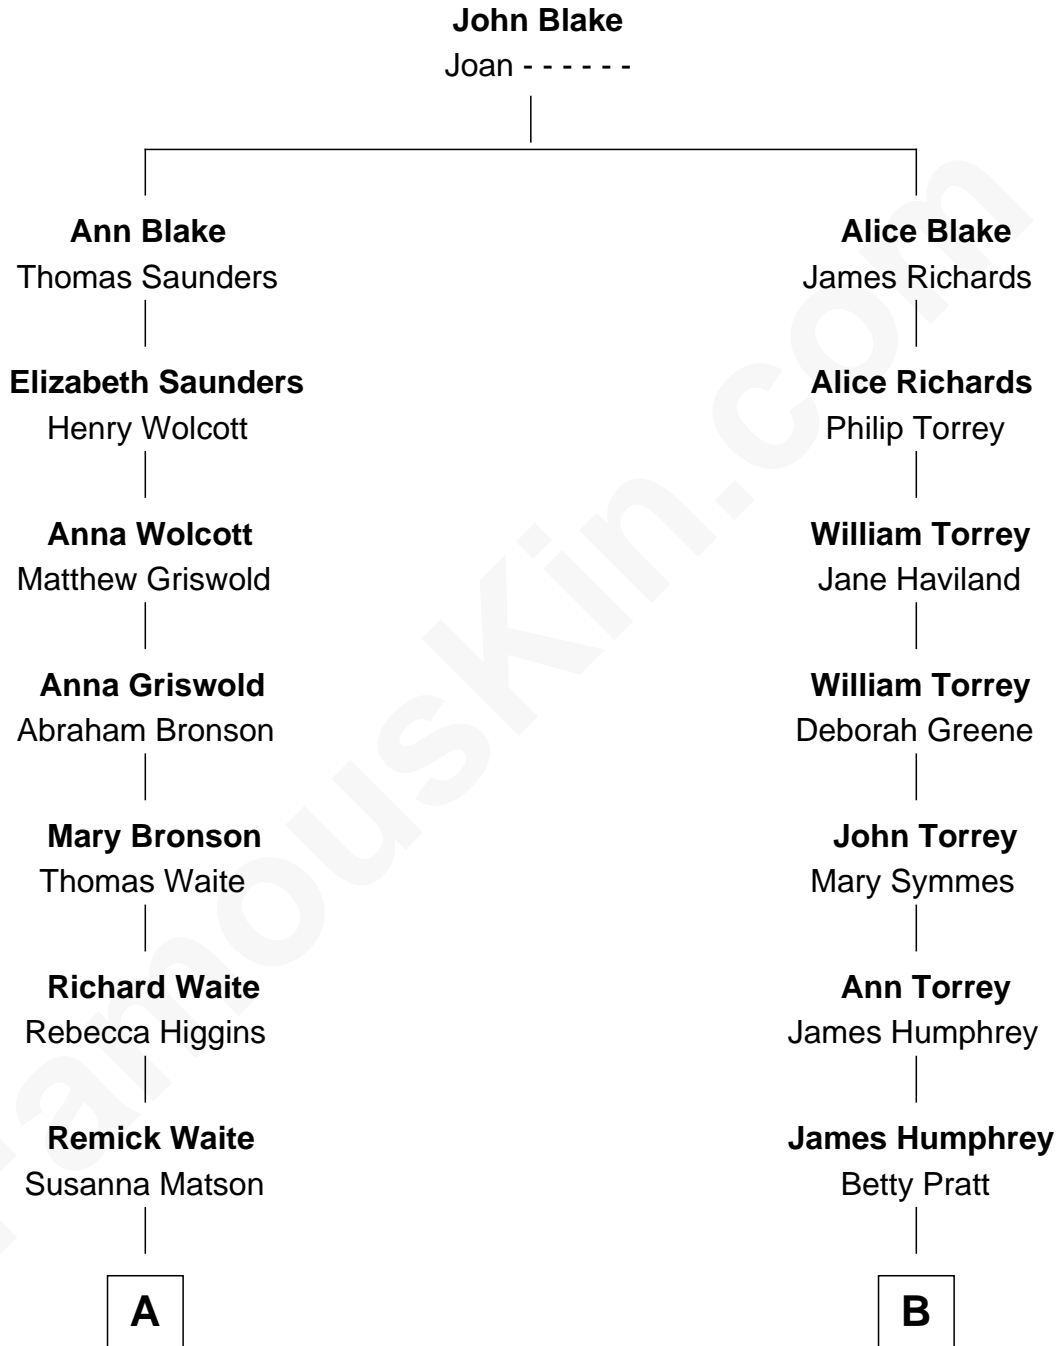 John Blake
Joan - - - - - -
Ann Blake
Thomas Saunders
Elizabeth Saunders
Henry Wolcott
Anna Wolcott
Matthew Griswold
Anna Griswold
Abraham Bronson
Mary Bronson
Thomas Waite
Richard Waite
Rebecca Higgins
Remick Waite
Susanna Matson
A
Alice Blake
James Richards
Alice Richards
Philip Torrey
William Torrey
Jane Haviland
William Torrey
Deborah Greene
John Torrey
Mary Symmes
Ann Torrey
James Humphrey
James Humphrey
Betty Pratt
B
FamousKin.com